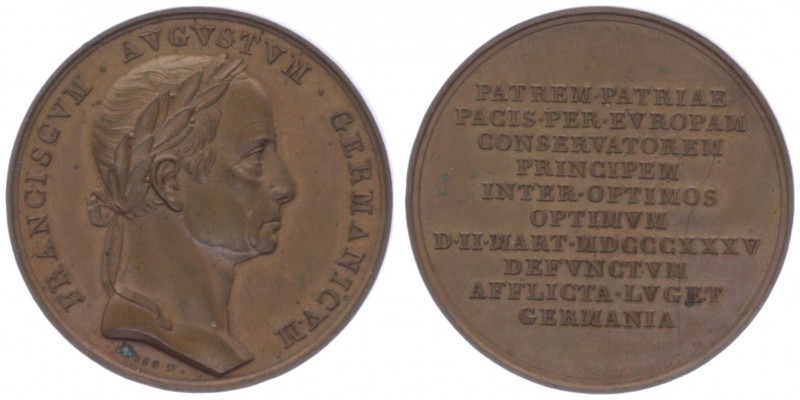 FRANCISCVM · AVGVSTVM · GERMANICVM
PATREM·PATRIAE
PACIS·PER·EVROPAM
CONSERVATOREM
PRINCIPEM
INTER·OPTIMOS
OPTIMVM
D·II·MART·MDCCCXXXV
DEFVNCTVM
AFFLICTA·LVGET
GERMANIA